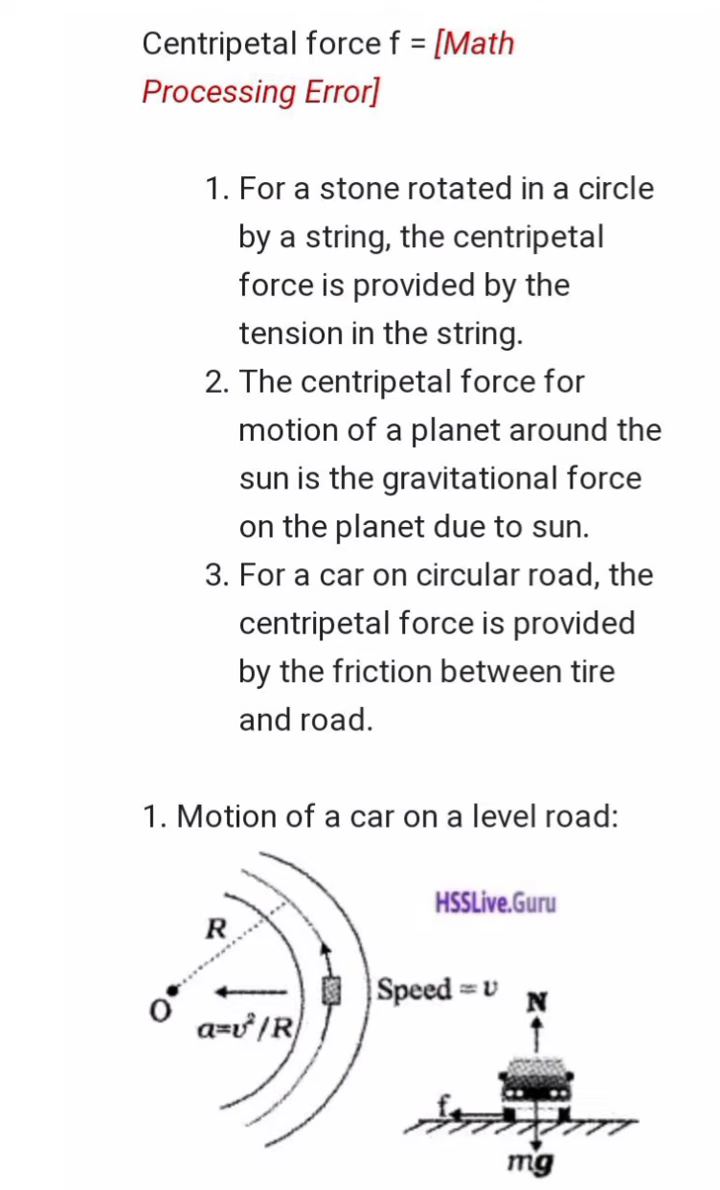 Centripetal force f = [Math
Processing Error]
1. For a stone rotated in a circle
by a string, the centripetal
force is provided by the
tension in the string.
2. The centripetal force for
motion of a planet around the
sun is the gravitational force
on the planet due to sun.
3. For a car on circular road, the
centripetal force is provided
by the friction between tire
and road.
1. Motion of a car on a level road:
HSSLive.Guru
R
Speed = υ
N
O
a=υ²/R
f
mg